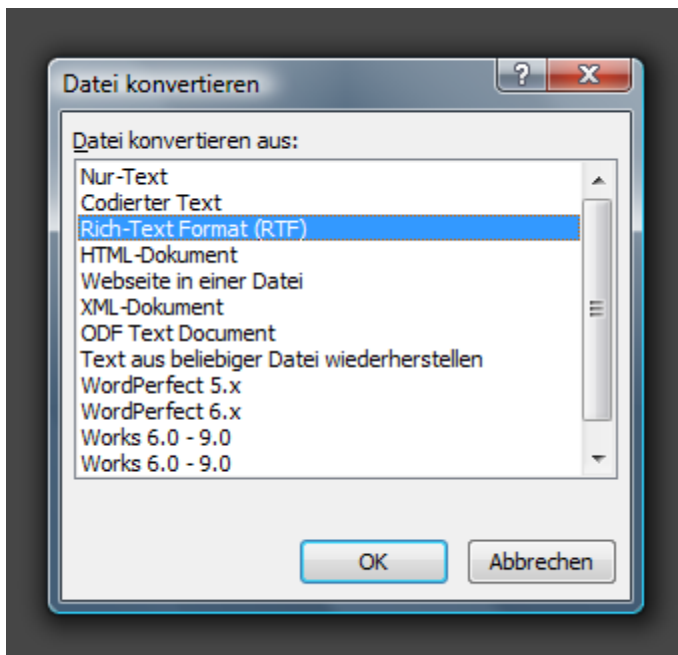 Datei konvertieren
Datei konvertieren aus:
Nur-Text
Codierter Text
Rich-Text Format (RTF)
HTML-Dokument
Webseite in einer Datei
XML-Dokument
ODF Text Document
Text aus beliebiger Datei wiederherstellen
WordPerfect 5.x
WordPerfect 6.x
Works 6.0 - 9.0
Works 6.0 - 9.0
OK Abbrechen